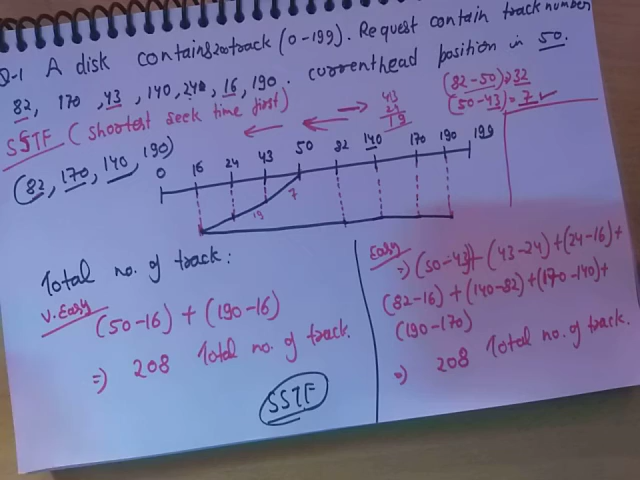 Q-1 A disk contains 200 track (0-199). Request contain track number
82, 170, 43, 140, 24, 16, 190. current head position in 50.
SSTF (shortest seek time first)
43
24
19
(82-50)=32
(50-43)=7 ✓
(82, 170, 140, 190)
0 16 24 43 50 82 140 170 190 199
19 7
Total no. of track:
V. Easy
(50-16) + (190-16)
=) 208 Total no. of track.
SSTF
Easy
=) (50-43)+(43-24)+(24-16)+
(82-16)+(140-82)+(170-140)+
(190-170)
=) 208 Total no. of track.